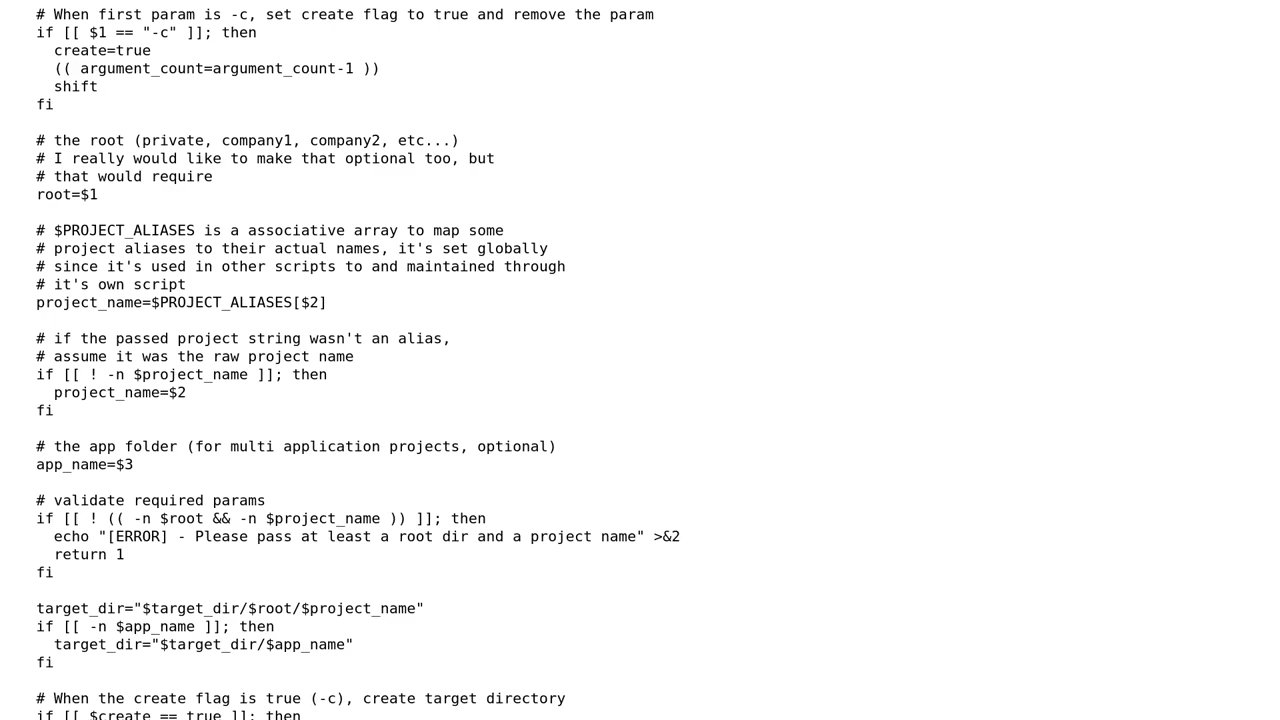 # When first param is -c, set create flag to true and remove the param
if [[ $1 == "-c" ]]; then
  create=true
  (( argument_count=argument_count-1 ))
  shift
fi

# the root (private, company1, company2, etc...)
# I really would like to make that optional too, but
# that would require
root=$1

# $PROJECT_ALIASES is a associative array to map some
# project aliases to their actual names, it's set globally
# since it's used in other scripts to and maintained through
# it's own script
project_name=$PROJECT_ALIASES[$2]

# if the passed project string wasn't an alias,
# assume it was the raw project name
if [[ ! -n $project_name ]]; then
  project_name=$2
fi

# the app folder (for multi application projects, optional)
app_name=$3

# validate required params
if [[ ! (( -n $root && -n $project_name )) ]]; then
  echo "[ERROR] - Please pass at least a root dir and a project name" >&2
  return 1
fi

target_dir="$target_dir/$root/$project_name"
if [[ -n $app_name ]]; then
  target_dir="$target_dir/$app_name"
fi

# When the create flag is true (-c), create target directory
if [[ $create == true ]]; then